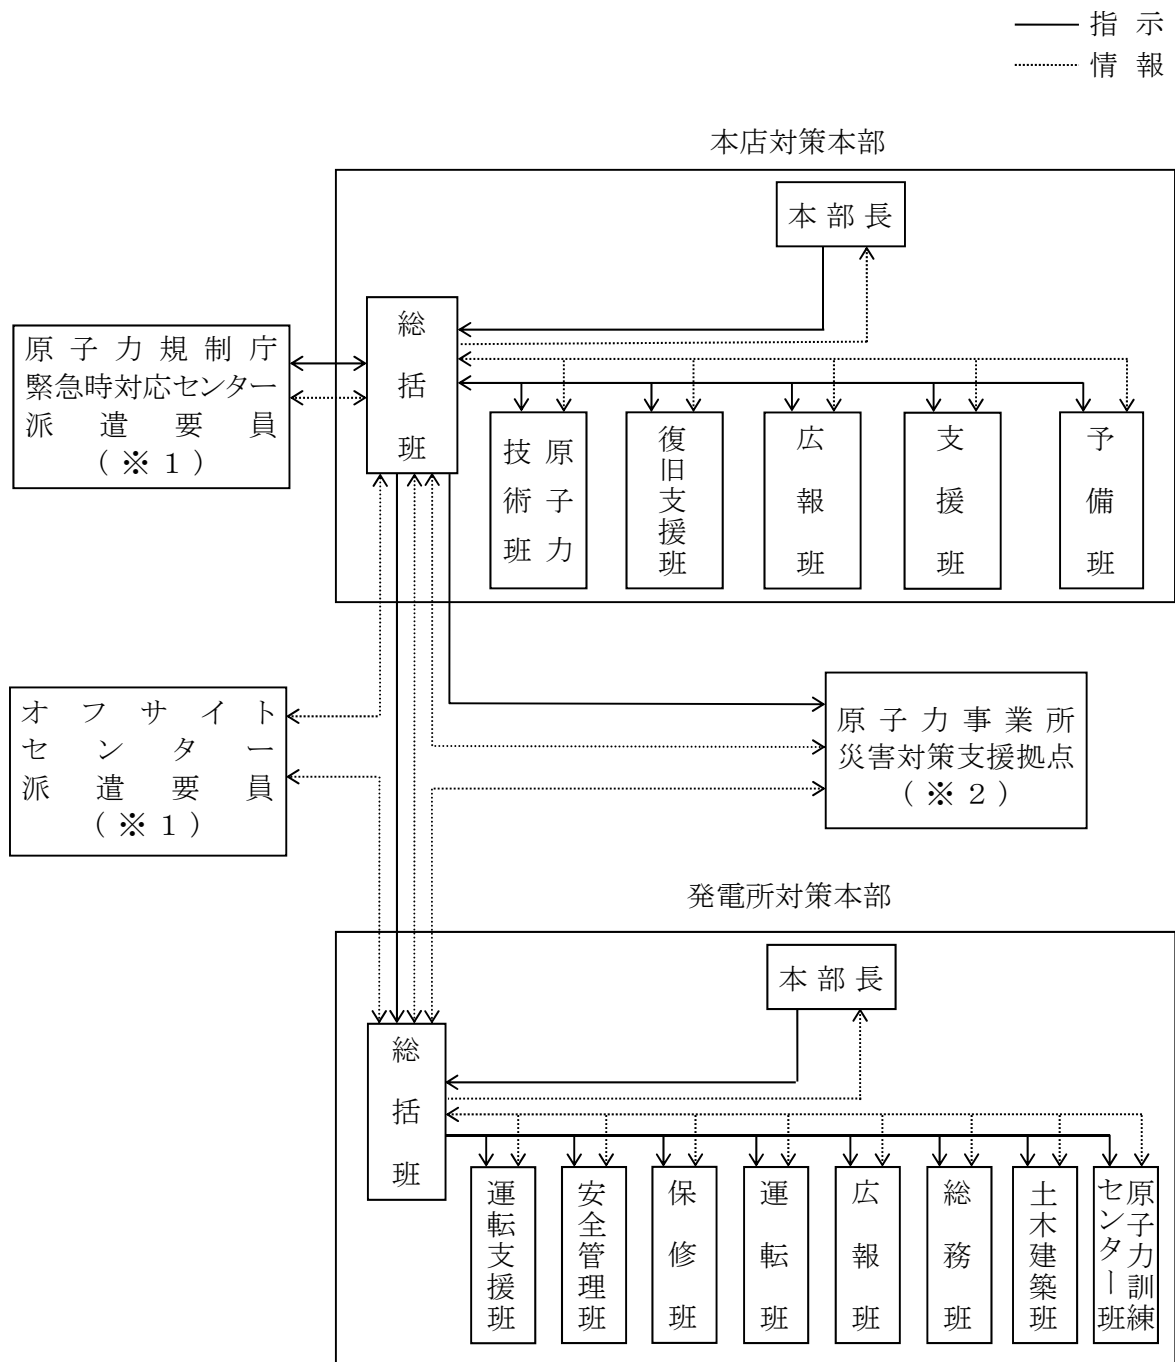 指示
情報
本店対策本部
本部長
総括班
原子力規制庁
緊急時対応センター
派遣要員
(※1)
原子力
技術班
復旧支援班
広報班
支援班
予備班
オフサイト
センター
派遣要員
(※1)
原子力事業所
災害対策支援拠点
(※2)
発電所対策本部
本部長
総括班
運転支援班
安全管理班
保修班
運転班
広報班
総務班
土木建築班
原子力訓練
センター班